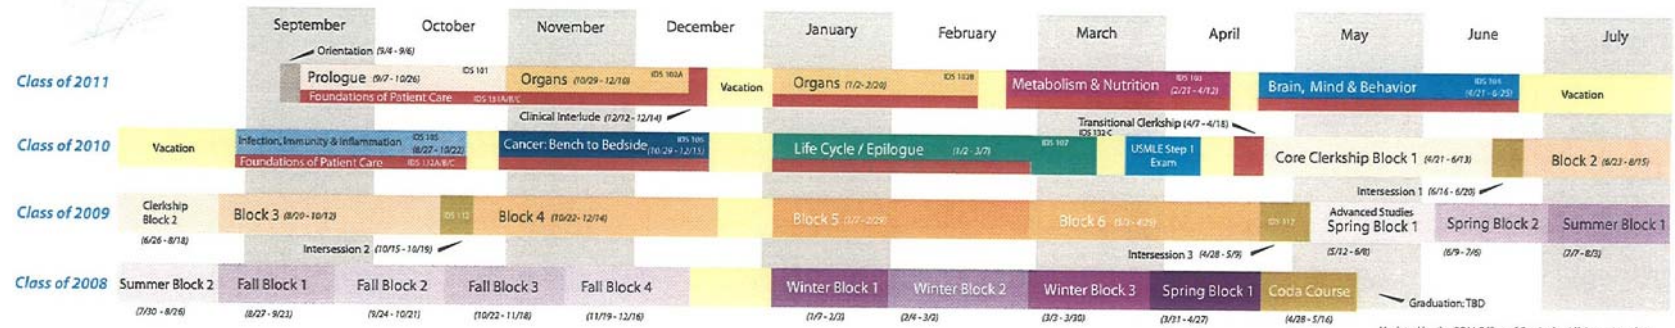 September October November December January February March April May June July
Orientation (9/4 - 9/6)
Class of 2011
Prologue (9/7 - 10/26) IDS 101
Organs (10/29 - 12/10) IDS 102A
Vacation
Organs (1/2 - 2/20) IDS 102B
Metabolism & Nutrition IDS 103 (2/21 - 4/12)
Brain, Mind & Behavior IDS 104 (4/21 - 6/25)
Vacation
Foundations of Patient Care IDS 131A/B/C
Clinical Interlude (12/12 - 12/14)
Transitional Clerkship (4/7 - 4/18)
IDS 132-C
Class of 2010
Vacation
Infection, Immunity & Inflammation IDS 105 (8/27 - 10/22)
Foundations of Patient Care IDS 132A/B/C
Cancer: Bench to Bedside IDS 106 (10/29 - 12/15)
Life Cycle / Epilogue (1/2 - 3/7) IDS 107
USMLE Step 1
Exam
Core Clerkship Block 1 (4/21 - 6/13)
Block 2 (6/23 - 8/15)
Intersession 1 (6/16 - 6/20)
Class of 2009
Clerkship
Block 2
(6/26 - 8/18)
Block 3 (8/20 - 10/12)
IDS 112
Block 4 (10/22 - 12/14)
Block 5 (1/7 - 2/29)
Block 6 (3/3 - 4/25)
IDS 112
Advanced Studies
Spring Block 1
(5/12 - 6/8)
Spring Block 2
(6/9 - 7/6)
Summer Block 1
(7/7 - 8/3)
Intersession 2 (10/15 - 10/19)
Intersession 3 (4/28 - 5/9)
Class of 2008
Summer Block 2
(7/30 - 8/26)
Fall Block 1
(8/27 - 9/23)
Fall Block 2
(9/24 - 10/21)
Fall Block 3
(10/22 - 11/18)
Fall Block 4
(11/19 - 12/16)
Winter Block 1
(1/7 - 2/3)
Winter Block 2
(2/4 - 3/2)
Winter Block 3
(3/3 - 3/30)
Spring Block 1
(3/31 - 4/27)
Coda Course
(4/28 - 5/16)
Graduation: TBD